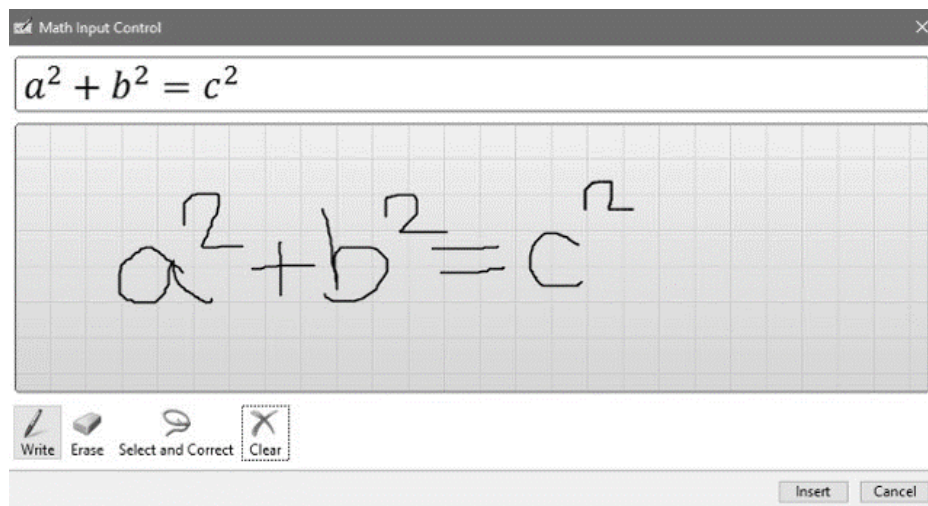 Math Input Control
a² + b² = c²
a² + b² = c²
Write Erase Select and Correct Clear
Insert Cancel